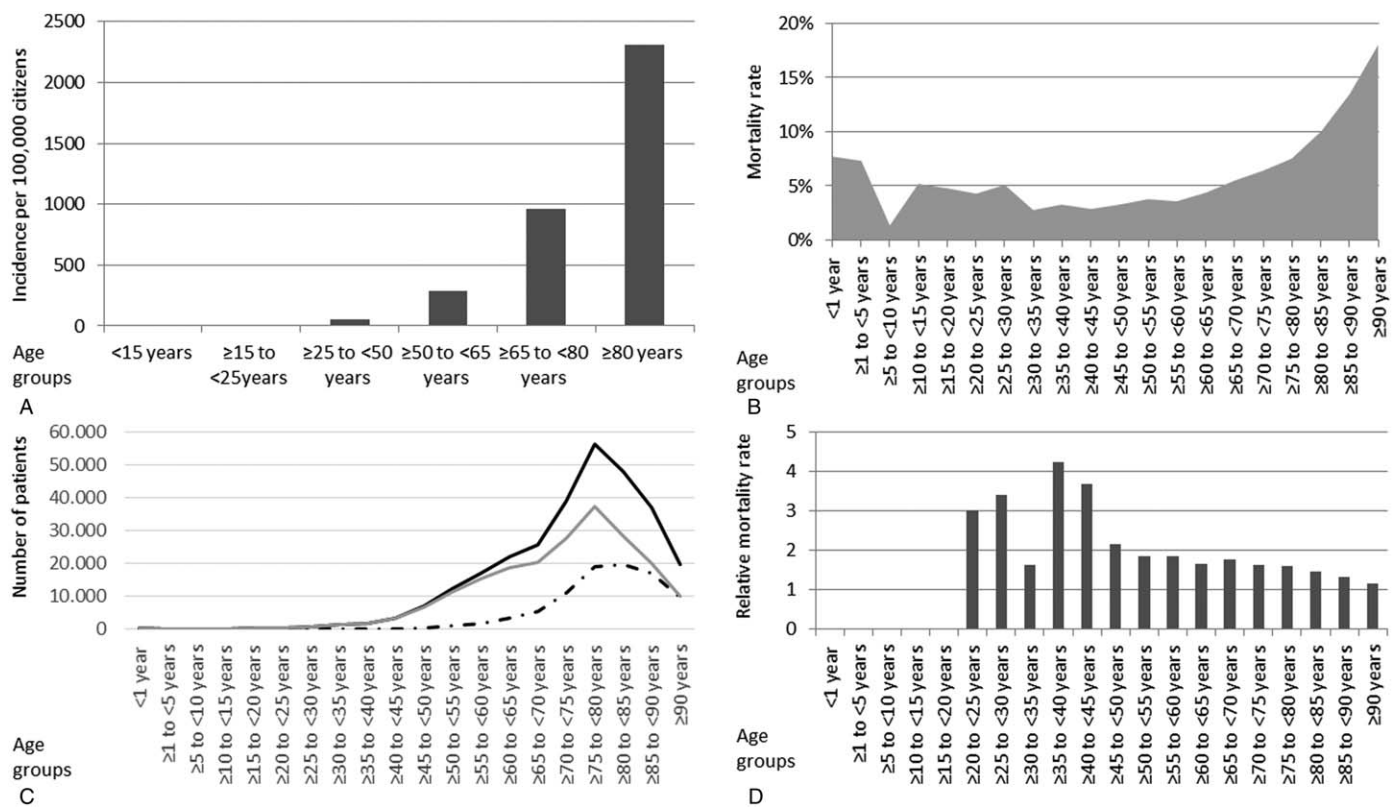 Incidence per 100,000 citizens
2500
2000
1500
1000
500
0
Age
groups
<15 years
≥15 to
<25years
≥25 to <50
years
≥50 to <65
years
≥65 to <80
years
≥80 years
A
Mortality rate
20%
15%
10%
5%
0%
Age
groups
<1 year
≥1 to <5 years
≥5 to <10 years
≥10 to <15 years
≥15 to <20 years
≥20 to <25 years
≥25 to <30 years
≥30 to <35 years
≥35 to <40 years
≥40 to <45 years
≥45 to <50 years
≥50 to <55 years
≥55 to <60 years
≥60 to <65 years
≥65 to <70 years
≥70 to <75 years
≥75 to <80 years
≥80 to <85 years
≥85 to <90 years
≥90 years
B
Number of patients
60.000
50.000
40.000
30.000
20.000
10.000
0
Age
groups
<1 year
≥1 to <5 years
≥5 to <10 years
≥10 to <15 years
≥15 to <20 years
≥20 to <25 years
≥25 to <30 years
≥30 to <35 years
≥35 to <40 years
≥40 to <45 years
≥45 to <50 years
≥50 to <55 years
≥55 to <60 years
≥60 to <65 years
≥65 to <70 years
≥70 to <75 years
≥75 to <80 years
≥80 to <85 years
≥85 to <90 years
≥90 years
C
Relative mortality rate
5
4
3
2
1
0
Age
groups
<1 year
≥1 to <5 years
≥5 to <10 years
≥10 to <15 years
≥15 to <20 years
≥20 to <25 years
≥25 to <30 years
≥30 to <35 years
≥35 to <40 years
≥40 to <45 years
≥45 to <50 years
≥50 to <55 years
≥55 to <60 years
≥60 to <65 years
≥65 to <70 years
≥70 to <75 years
≥75 to <80 years
≥80 to <85 years
≥85 to <90 years
≥90 years
D